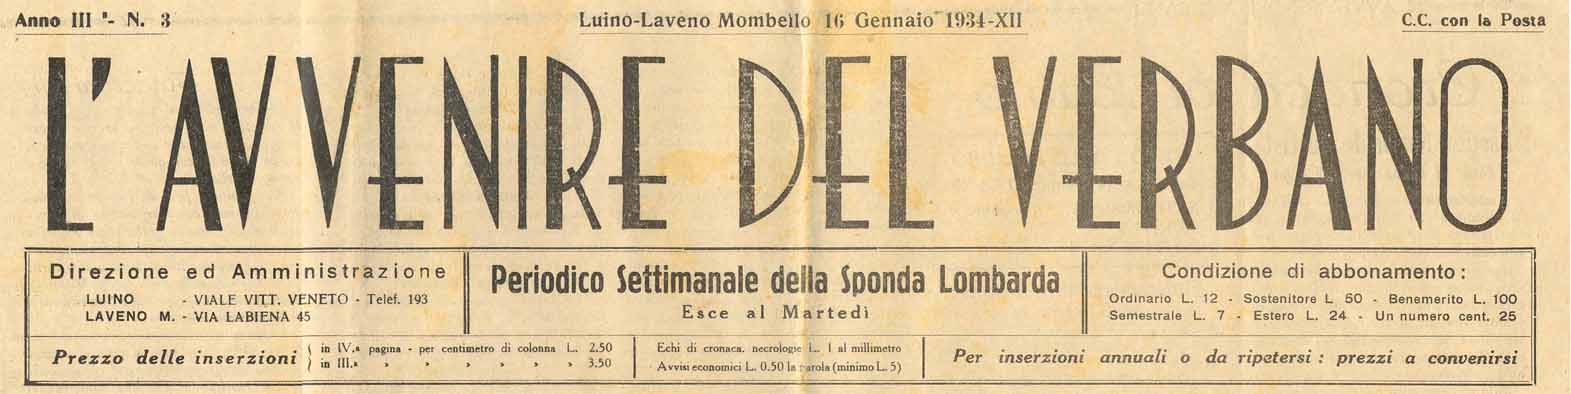 Anno III - N. 3
Luino-Laveno Mombello 16 Gennaio 1934-XII
C.C. con la Posta
L'AVVENIRE DEL VERBANO
Direzione ed Amministrazione
LUINO - VIALE VITT. VENETO - Telef. 193
LAVENO M. - VIA LABIENA 45
Periodico Settimanale della Sponda Lombarda
Esce al Martedì
Condizione di abbonamento:
Ordinario L. 12 - Sostenitore L 50 - Benemerito L. 100
Semestrale L. 7 - Estero L. 24 - Un numero cent. 25
Prezzo delle inserzioni
in IV.a pagina - per centimetro di colonna L. 2.50
in III.a » » » » » 3.50
Echi di cronaca, necrologie L. 1 al millimetro
Avvisi economici L. 0.50 la parola (minimo L. 5)
Per inserzioni annuali o da ripetersi: prezzi a convenirsi